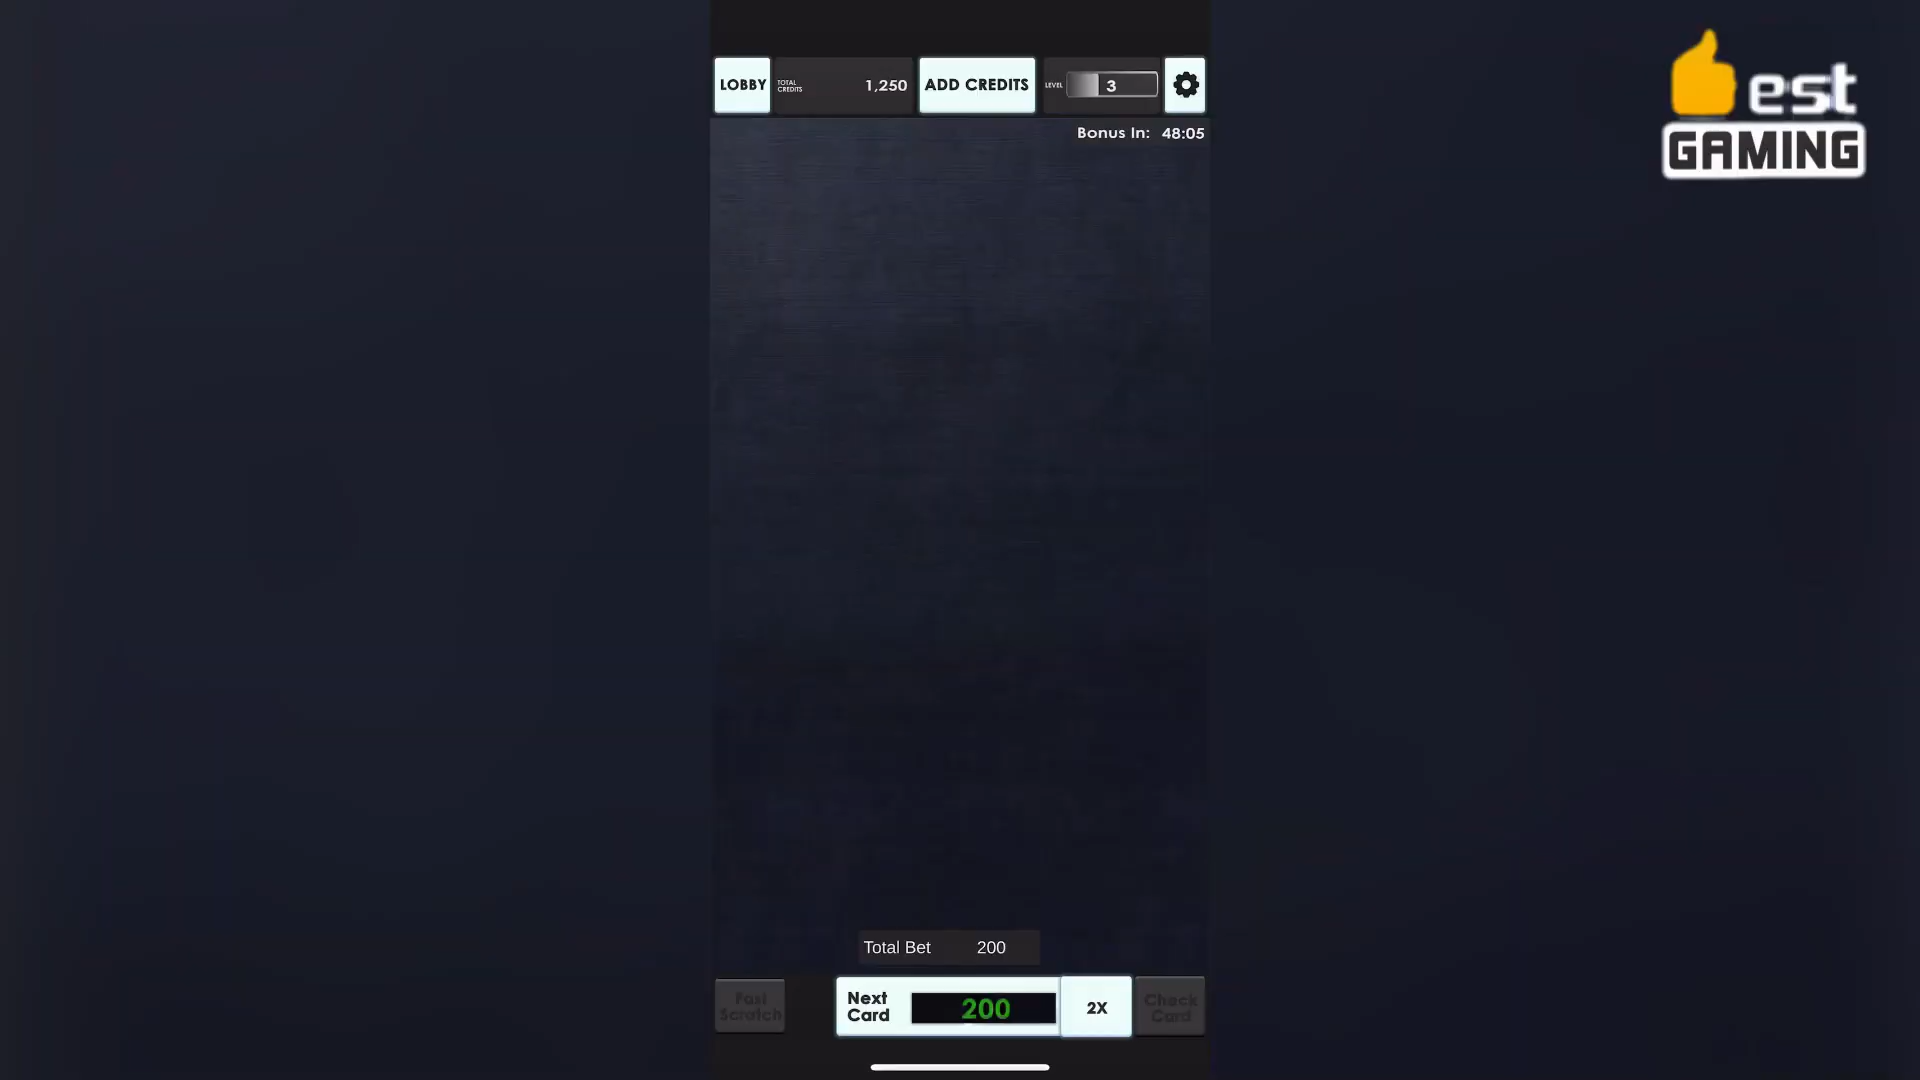 LOBBY
TOTAL
CREDITS
1,250
ADD CREDITS
LEVEL
3
Bonus In: 48:05
est
GAMING
Total Bet 200
Fast
Scratch
Next
Card
200
2X
Check
Card